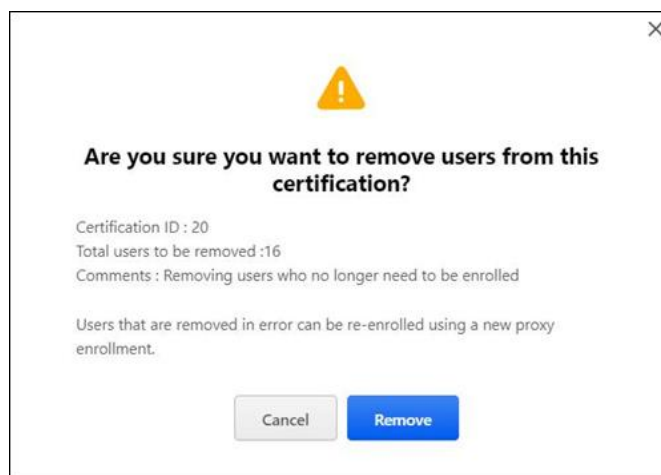 Are you sure you want to remove users from this
certification?
Certification ID : 20
Total users to be removed :16
Comments : Removing users who no longer need to be enrolled
Users that are removed in error can be re-enrolled using a new proxy
enrollment.
Cancel
Remove